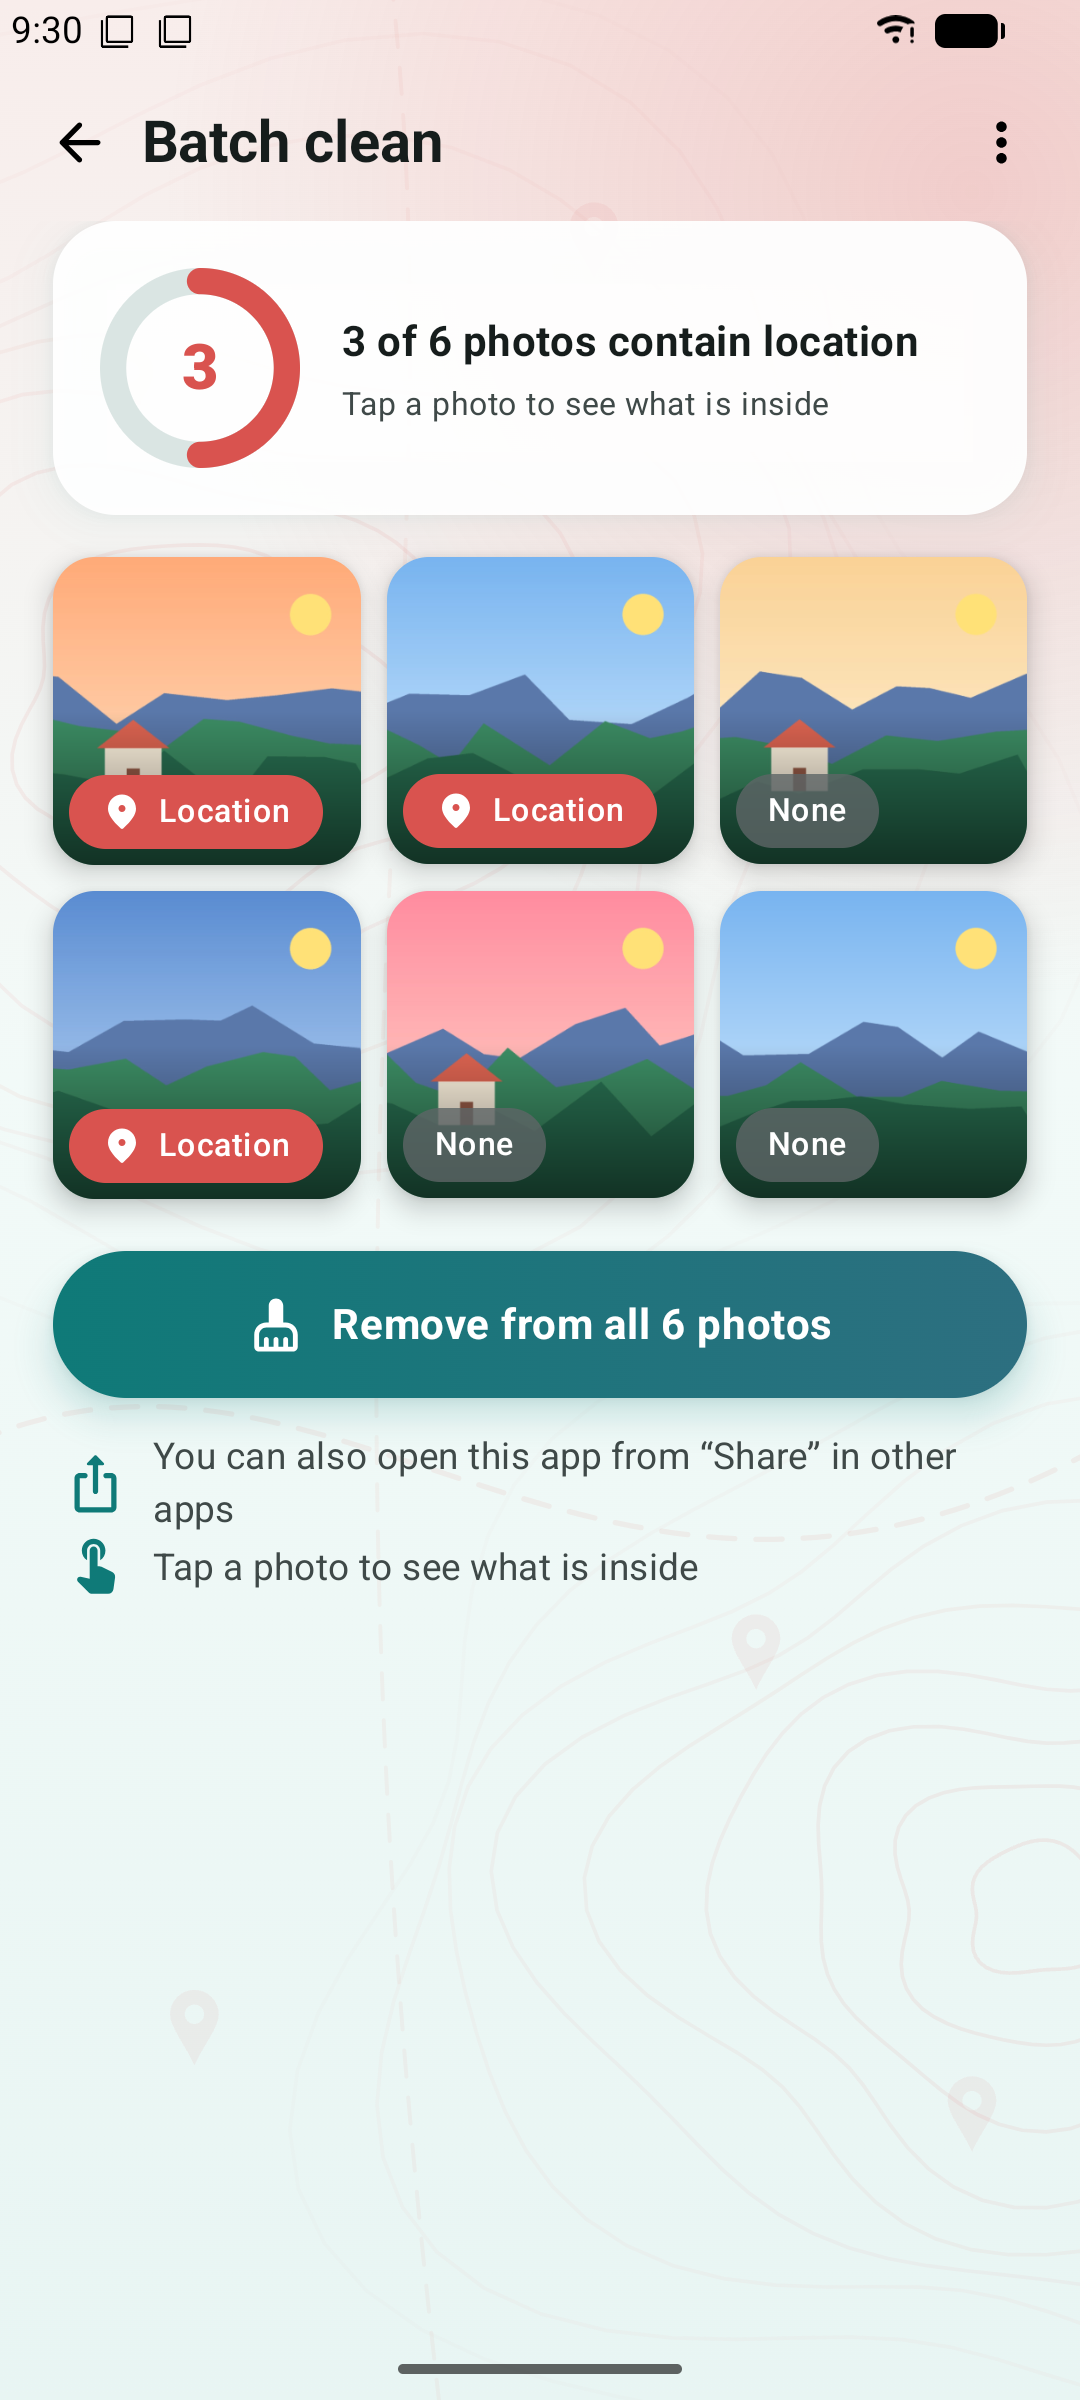 9:30
Batch clean
3
3 of 6 photos contain location
Tap a photo to see what is inside
Location
Location
None
Location
None
None
Remove from all 6 photos
You can also open this app from “Share” in other
apps
Tap a photo to see what is inside